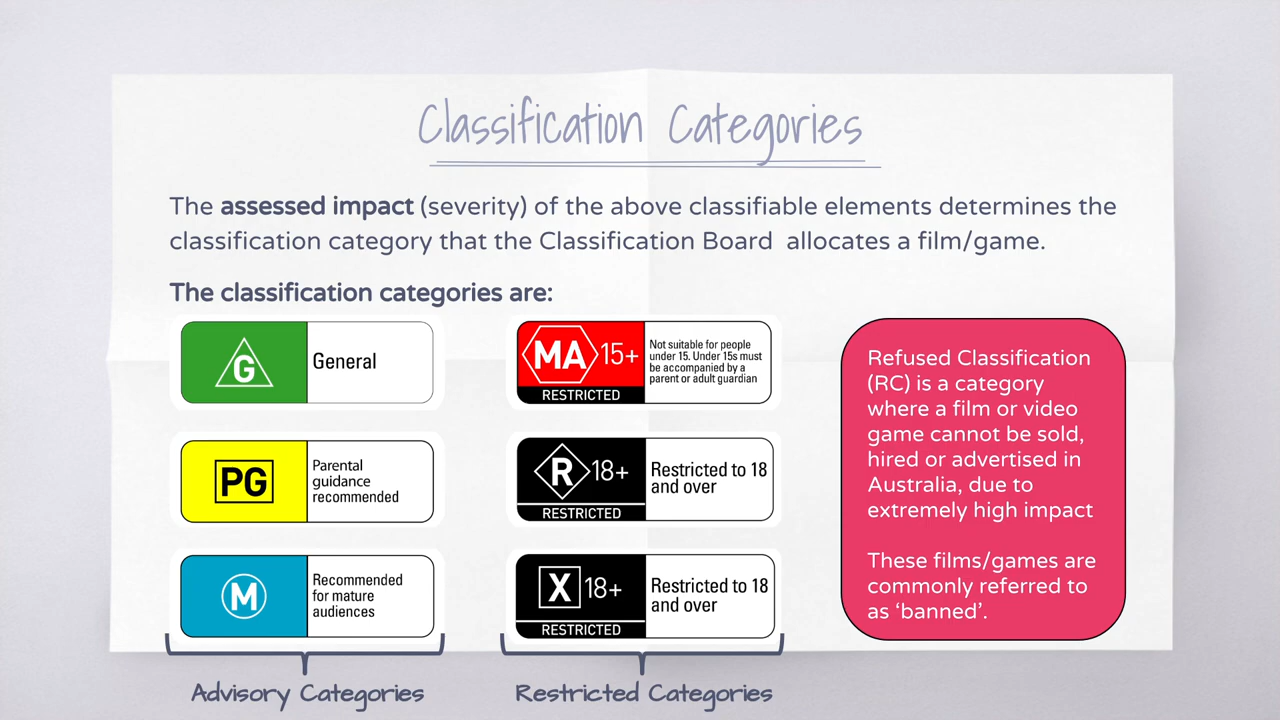 Classification Categories
The assessed impact (severity) of the above classifiable elements determines the
classification category that the Classification Board allocates a film/game.
The classification categories are:
G
General
PG
Parental
guidance
recommended
M
Recommended
for mature
audiences
Advisory Categories
MA 15+
RESTRICTED
Not suitable for people
under 15. Under 15s must
be accompanied by a
parent or adult guardian
R 18+
RESTRICTED
Restricted to 18
and over
X 18+
RESTRICTED
Restricted to 18
and over
Restricted Categories
Refused Classification
(RC) is a category
where a film or video
game cannot be sold,
hired or advertised in
Australia, due to
extremely high impact
These films/games are
commonly referred to
as ‘banned’.